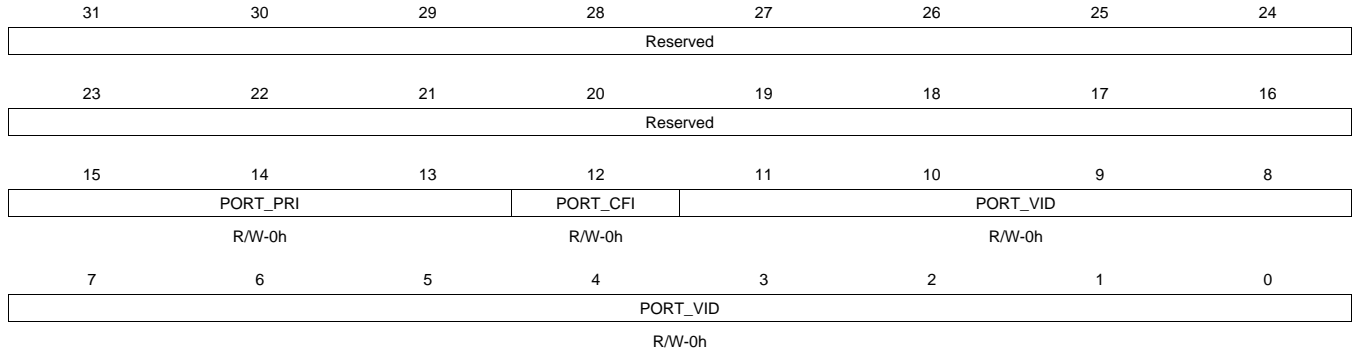 31 30 29 28 27 26 25 24
Reserved
23 22 21 20 19 18 17 16
Reserved
15 14 13 12 11 10 9 8
PORT_PRI PORT_CFI PORT_VID
R/W-0h R/W-0h R/W-0h
7 6 5 4 3 2 1 0
PORT_VID
R/W-0h